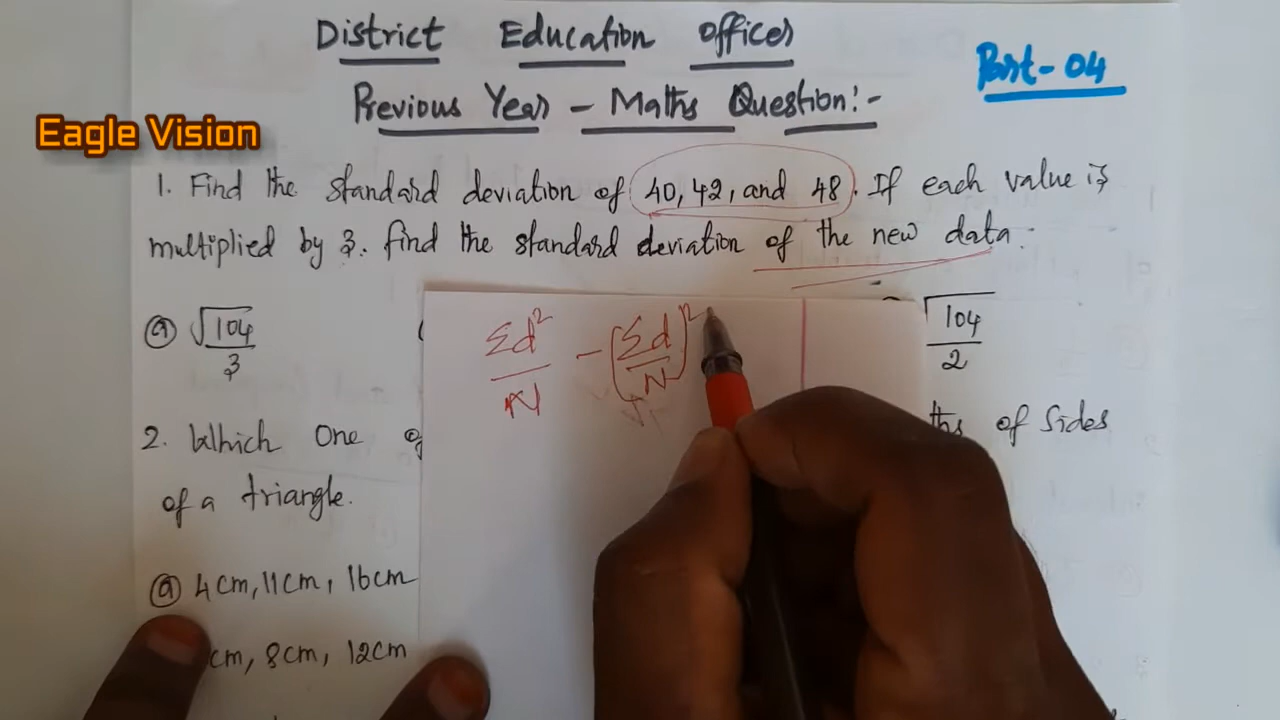 District Education Officer
Part-04
Previous Year - Maths Question:-
Eagle Vision
1. Find the standard deviation of 40, 42, and 48. If each value is
multiplied by 3. find the standard deviation of the new data.
ⓐ √104/3
√104/2
Σd²/N - (Σd/N)²
2. Which One
of Sides
of a triangle.
ⓐ 4cm, 11cm, 16cm
cm, 8cm, 12cm